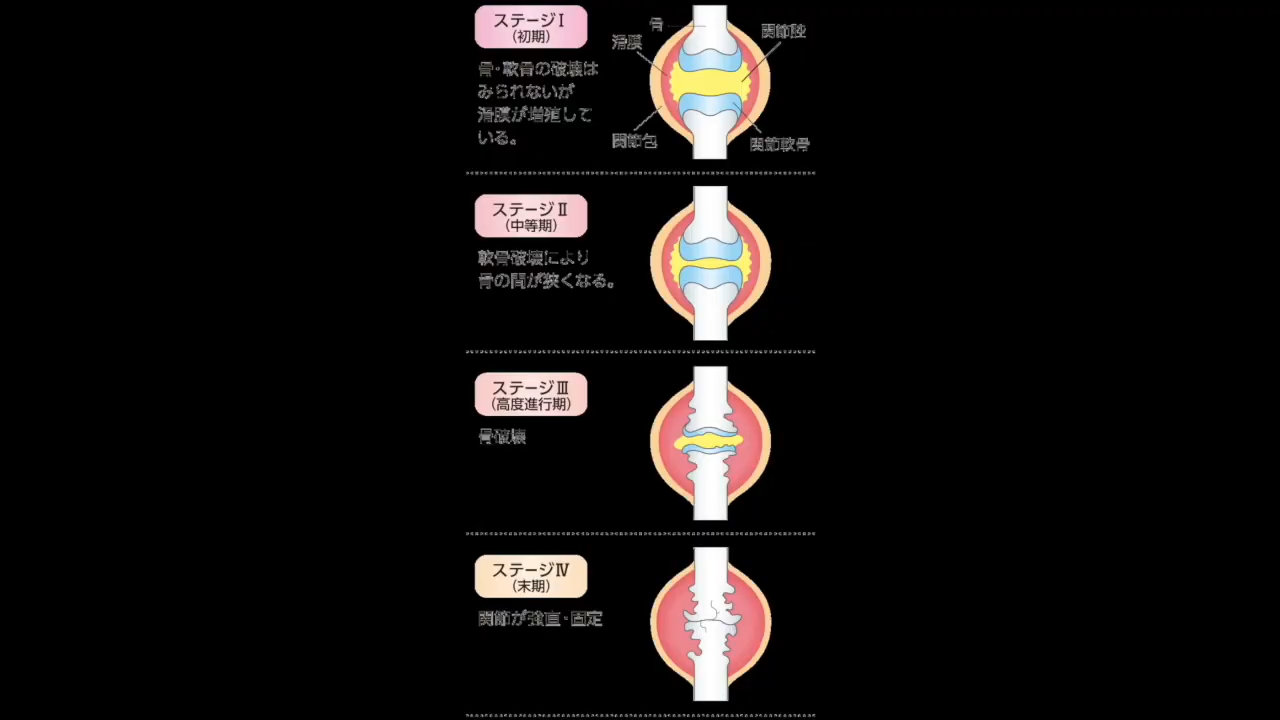 ステージⅠ
(初期)
骨・軟骨の破壊は
みられないが
滑膜が増殖して
いる。
骨
滑膜
関節腔
関節包
関節軟骨
ステージⅡ
(中等期)
軟骨破壊により
骨の間が狭くなる。
ステージⅢ
(高度進行期)
骨破壊
ステージⅣ
(末期)
関節が強直・固定